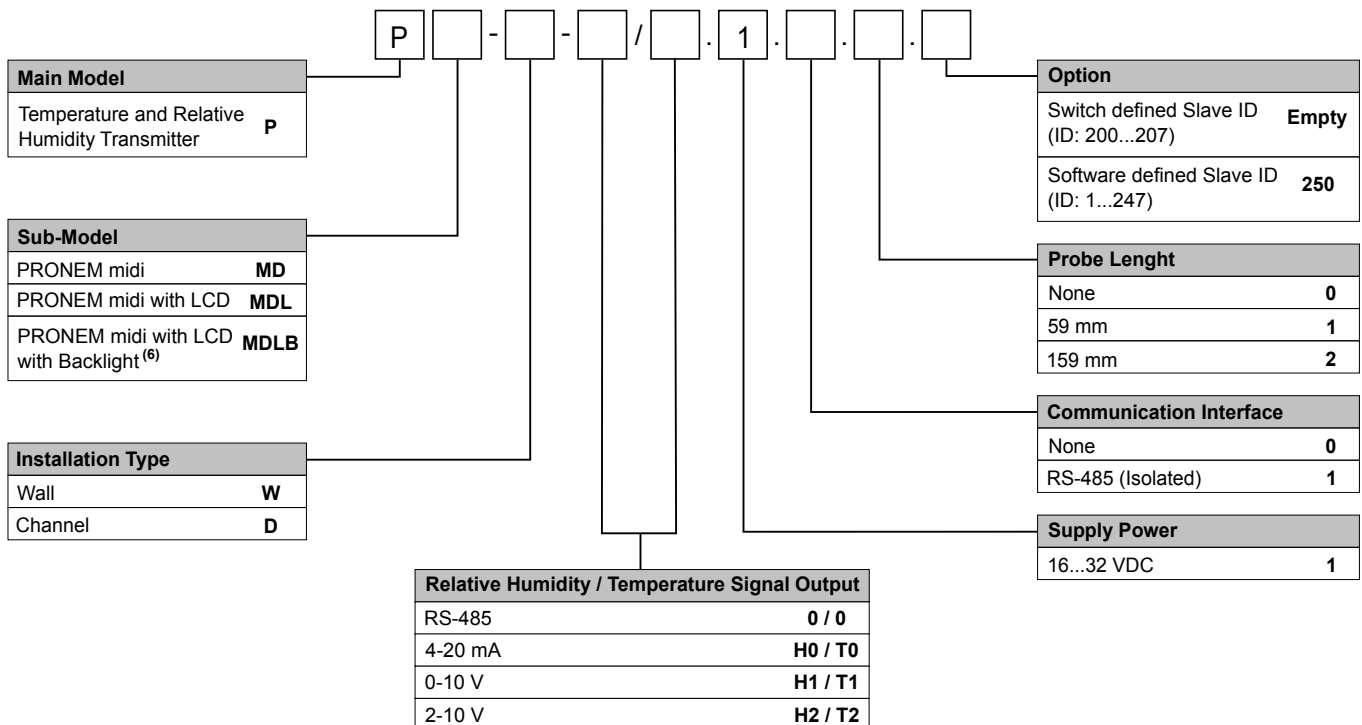 P - - / . 1 . . .
Main Model
Temperature and Relative
Humidity Transmitter P
Sub-Model
PRONEM midi MD
PRONEM midi with LCD MDL
PRONEM midi with LCD
with Backlight (6) MDLB
Installation Type
Wall W
Channel D
Relative Humidity / Temperature Signal Output
RS-485 0 / 0
4-20 mA H0 / T0
0-10 V H1 / T1
2-10 V H2 / T2
Option
Switch defined Slave ID Empty
(ID: 200...207)
Software defined Slave ID 250
(ID: 1...247)
Probe Lenght
None 0
59 mm 1
159 mm 2
Communication Interface
None 0
RS-485 (Isolated) 1
Supply Power
16...32 VDC 1